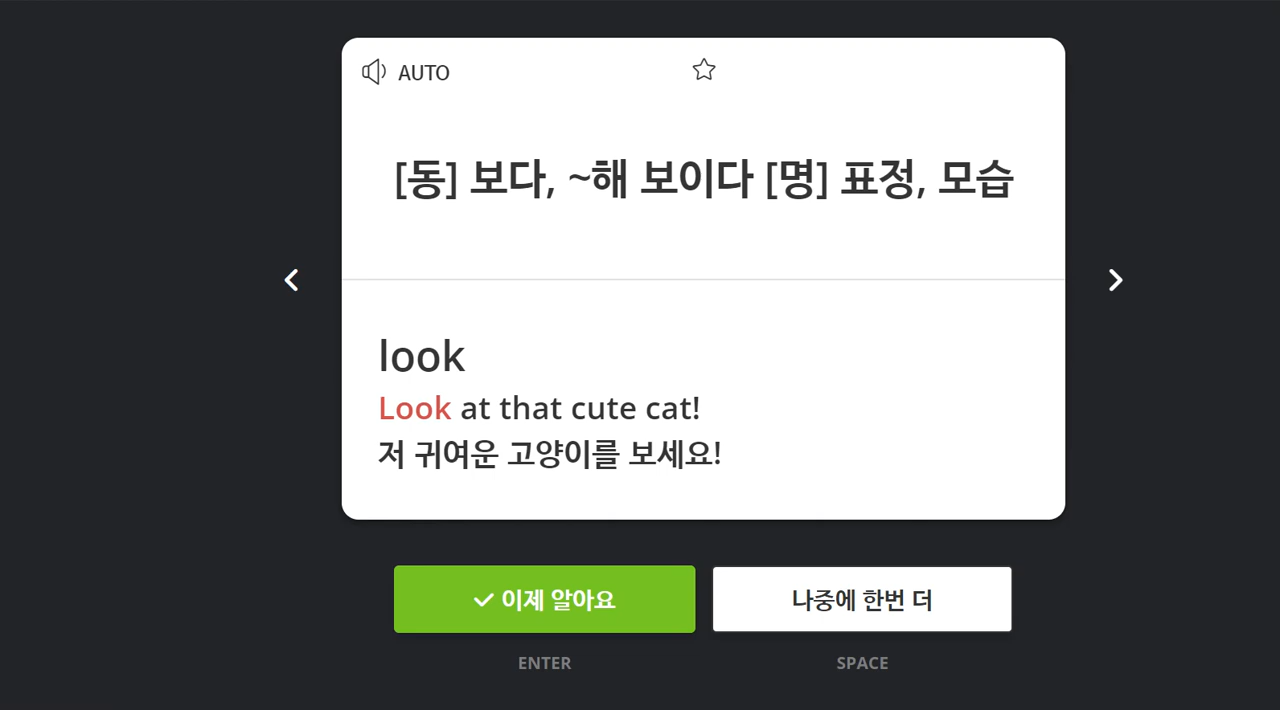 AUTO
[동] 보다, ~해 보이다 [명] 표정, 모습
look
Look at that cute cat!
저 귀여운 고양이를 보세요!
이제 알아요
나중에 한번 더
ENTER
SPACE